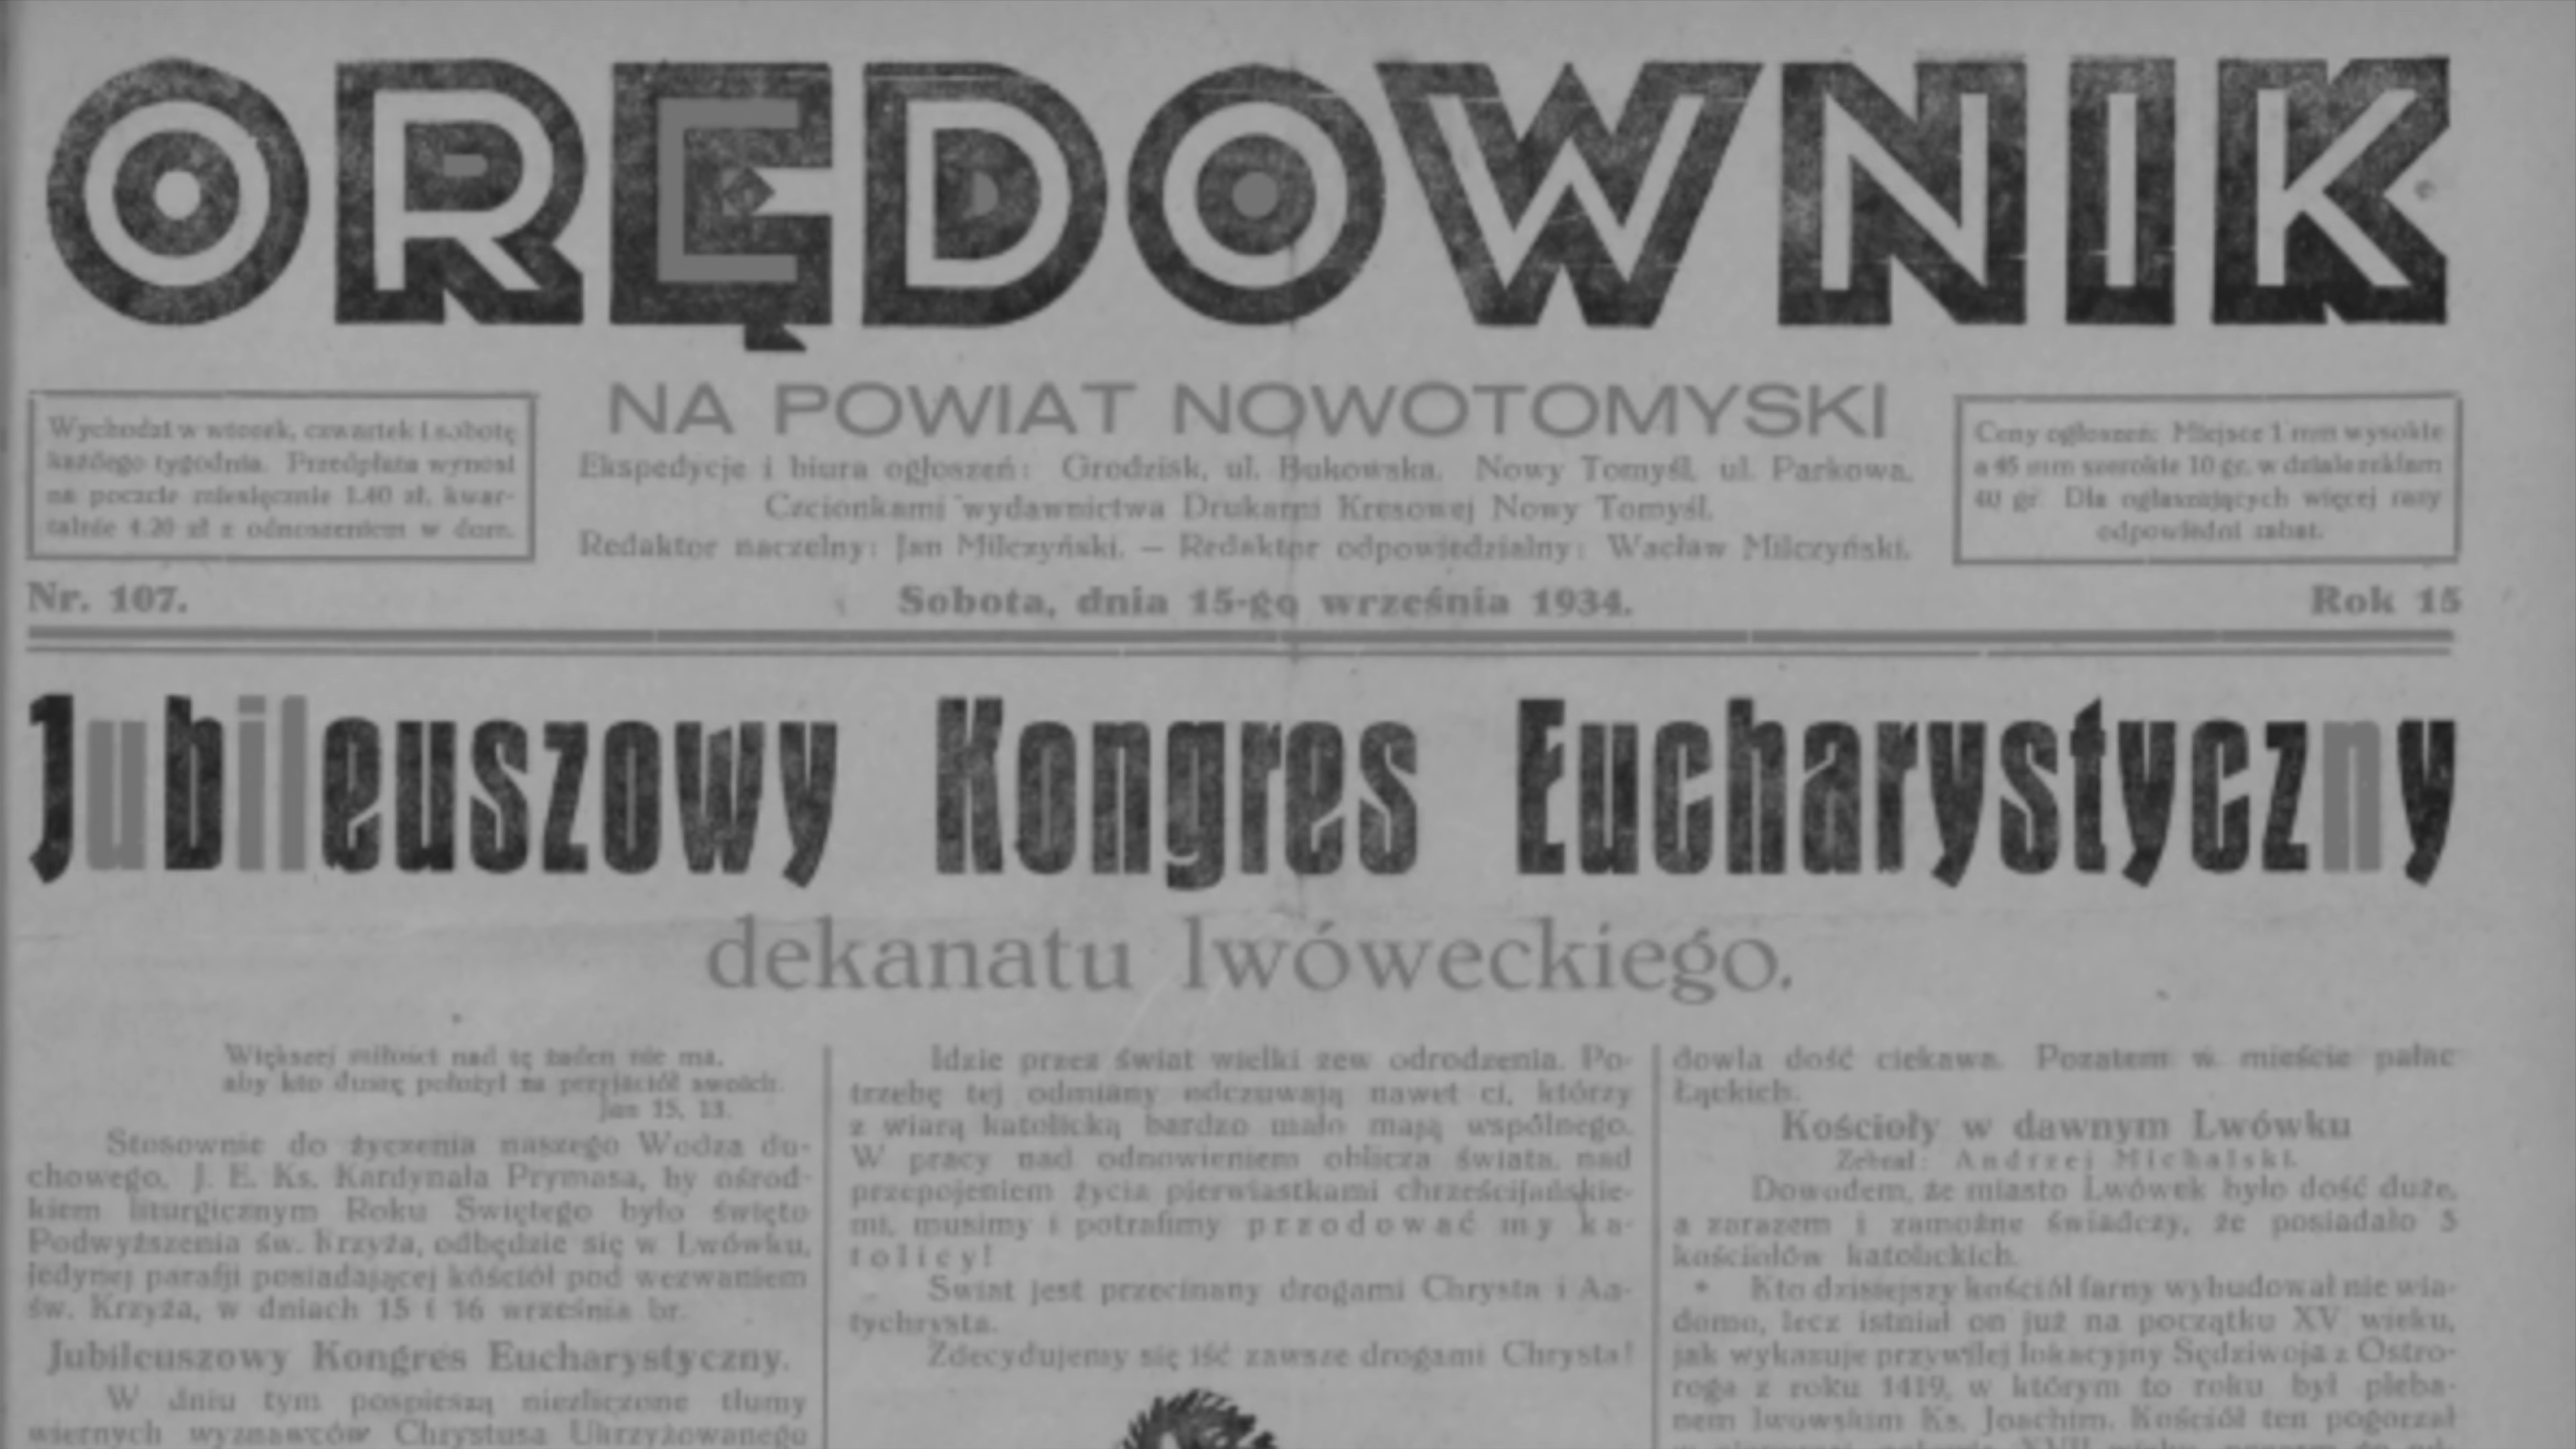 ORĘDOWNIK
NA POWIAT NOWOTOMYSKI
Wychodzi w wtorek, czwartek i sobotę
każdego tygodnia. Przedpłata wynosi
na poczcie miesięcznie 1.40 zł, kwar-
talnie 4.20 zł z odnoszeniem w dom.
Ekspedycje i biura ogłoszeń: Grodzisk, ul. Bukowska. Nowy Tomyśl, ul. Parkowa.
Czcionkami wydawnictwa Drukarni Kresowej Nowy Tomyśl.
Redaktor naczelny: Jan Milczyński. — Redaktor odpowiedzialny: Wacław Milczyński.
Ceny ogłoszeń: Miejsce 1 mm wysokie
a 45 mm szerokie 10 gr. w dziale reklam
40 gr. Dla ogłaszających więcej razy
odpowiedni rabat.
Nr. 107.
Sobota, dnia 15-go września 1934.
Rok 15
Jubileuszowy Kongres Eucharystyczny
dekanatu lwóweckiego.
Większej miłości nad tę żaden nie ma,
aby kto duszę położył za przyjaciół swoich.
Jan 15, 13.
Stosownie do życzenia naszego Wodza du-
chowego, J. E. Ks. Kardynała Prymasa, by ośrod-
kiem liturgicznym Roku Swiętego było święto
Podwyższenia św. Krzyża, odbędzie się w Lwówku,
jedynej parafji posiadającej kościół pod wezwaniem
św. Krzyża, w dniach 15 i 16 września br.
Jubileuszowy Kongres Eucharystyczny.
W dniu tym pospieszą niezliczone tłumy
wiernych wyznawców Chrystusa Ukrzyżowanego
Idzie przez świat wielki zew odrodzenia. Po-
trzebę tej odmiany odczuwają nawet ci, którzy
z wiarą katolicką bardzo mało mają wspólnego.
W pracy nad odnowieniem oblicza świata, nad
przepojeniem życia pierwiastkami chrześcijańskie-
mi, musimy i potrafimy przodować my ka-
tolicy!
Swiat jest przecinany drogami Chrysta i An-
tychrysta.
Zdecydujemy się iść zawsze drogami Chrysta!
dowla dość ciekawa. Pozatem w mieście pałac
Łąckich.
Kościoły w dawnym Lwówku
Zebrał: Andrzej Michalski.
Dowodem, że miasto Lwówek było dość duże,
a zarazem i zamożne świadczy, że posiadało 5
kościołów katolickich.
Kto dzisiejszy kościół farny wybudował nie wia-
domo, lecz istniał on już na początku XV wieku,
jak wykazuje przywilej lokacyjny Sędziwoja z Ostro-
roga z roku 1419, w którym to roku był pleba-
nem lwowskim Ks. Joachim. Kościół ten pogorzał